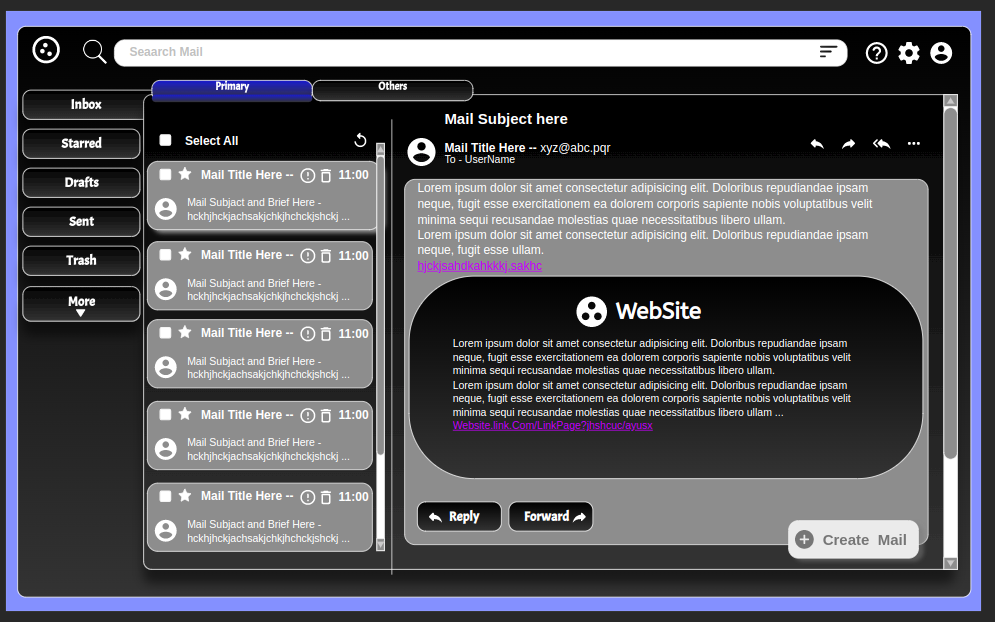 Seaarch Mail
Primary
Others
Inbox
Starred
Drafts
Sent
Trash
More
Select All
Mail Title Here -- 11:00
Mail Subjact and Brief Here -
hckhjhckjachsakjchkjhchckjshckj ...
Mail Title Here -- 11:00
Mail Subjact and Brief Here -
hckhjhckjachsakjchkjhchckjshckj ...
Mail Title Here -- 11:00
Mail Subjact and Brief Here -
hckhjhckjachsakjchkjhchckjshckj ...
Mail Title Here -- 11:00
Mail Subjact and Brief Here -
hckhjhckjachsakjchkjhchckjshckj ...
Mail Title Here -- 11:00
Mail Subjact and Brief Here -
hckhjhckjachsakjchkjhchckjshckj ...
Mail Subject here
Mail Title Here -- xyz@abc.pqr
To - UserName
Lorem ipsum dolor sit amet consectetur adipisicing elit. Doloribus repudiandae ipsam
neque, fugit esse exercitationem ea dolorem corporis sapiente nobis voluptatibus velit
minima sequi recusandae molestias quae necessitatibus libero ullam.
Lorem ipsum dolor sit amet consectetur adipisicing elit. Doloribus repudiandae ipsam
neque, fugit esse ullam.
hjckjsahdkahkkkj.sakhc
WebSite
Lorem ipsum dolor sit amet consectetur adipisicing elit. Doloribus repudiandae ipsam
neque, fugit esse exercitationem ea dolorem corporis sapiente nobis voluptatibus velit
minima sequi recusandae molestias quae necessitatibus libero ullam.
Lorem ipsum dolor sit amet consectetur adipisicing elit. Doloribus repudiandae ipsam
neque, fugit esse exercitationem ea dolorem corporis sapiente nobis voluptatibus velit
minima sequi recusandae molestias quae necessitatibus libero ullam ...
Website.link.Com/LinkPage?jhshcuc/ayusx
Reply
Forward
Create Mail